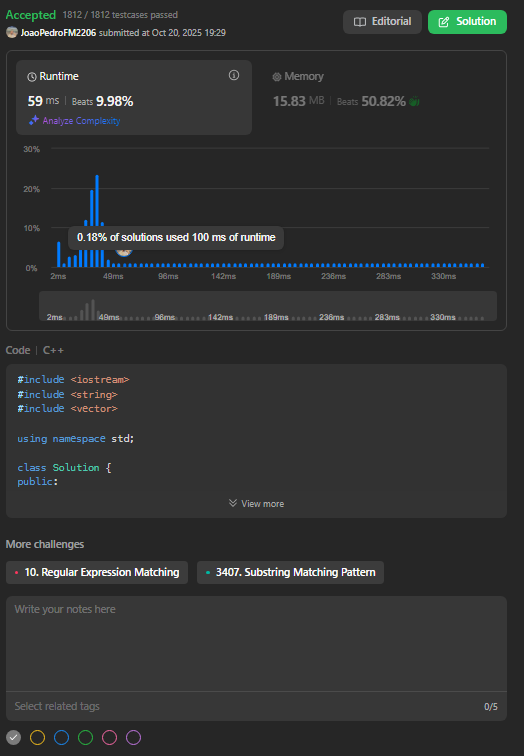 Accepted 1812 / 1812 testcases passed
JoaoPedroFM2206 submitted at Oct 20, 2025 19:29
Editorial
Solution
Runtime
59 ms | Beats 9.98%
Analyze Complexity
Memory
15.83 MB | Beats 50.82%
30%
20%
10%
0%
0.18% of solutions used 100 ms of runtime
2ms 49ms 96ms 142ms 189ms 236ms 283ms 330ms
2ms 49ms 96ms 142ms 189ms 236ms 283ms 330ms
Code | C++
#include <iostream>
#include <string>
#include <vector>
using namespace std;
class Solution {
public:
View more
More challenges
10. Regular Expression Matching
3407. Substring Matching Pattern
Write your notes here
Select related tags
0/5